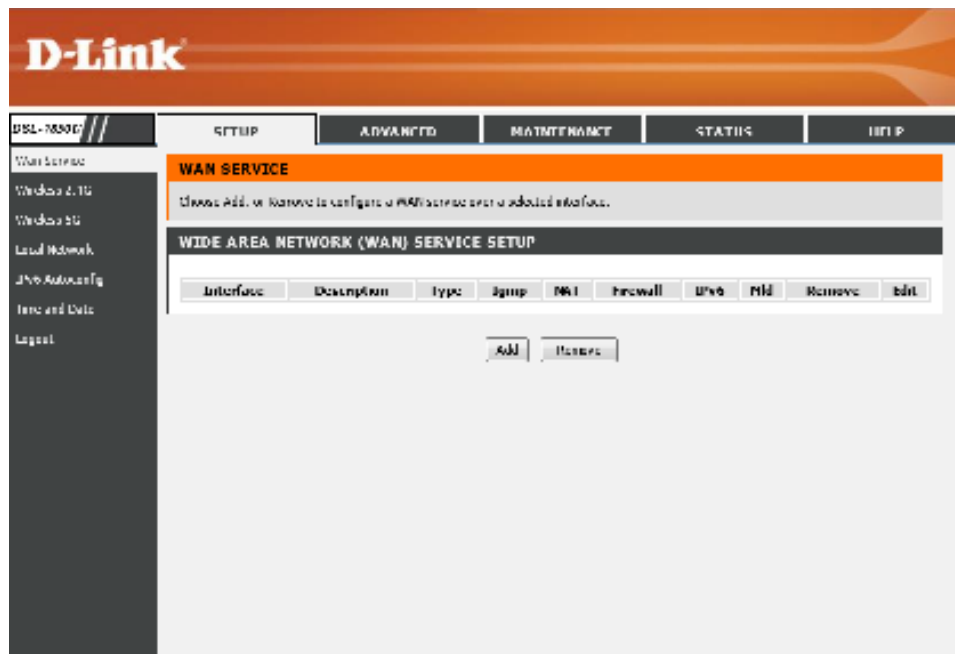 D-Link
SETUP ADVANCED MAINTENANCE STATUS HELP
Wan Service
Wireless 2.4G
Wireless 5G
Local Network
IPv6 Autoconfig
Time and Date
Logout
WAN SERVICE
Choose Add, or Remove to configure a WAN service over a selected interface.
WIDE AREA NETWORK (WAN) SERVICE SETUP
Interface Description Type Igmp NAT Firewall IPv6 Mld Remove Edit
Add Remove